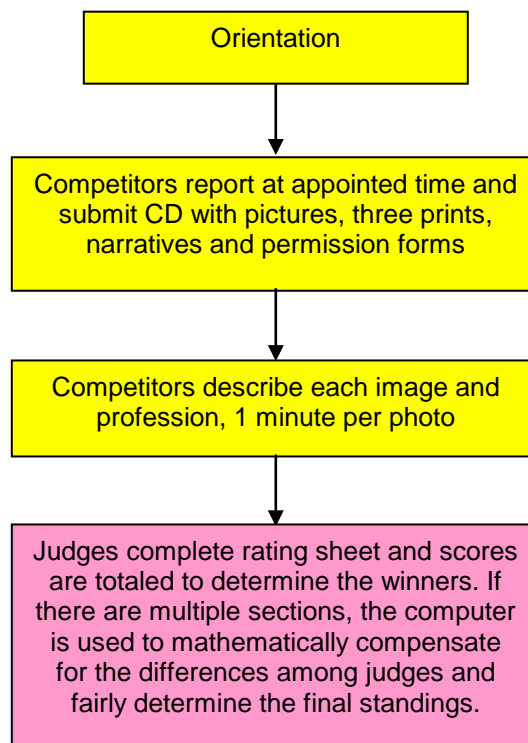 Orientation
Competitors report at appointed time and
submit CD with pictures, three prints,
narratives and permission forms
Competitors describe each image and
profession, 1 minute per photo
Judges complete rating sheet and scores
are totaled to determine the winners. If
there are multiple sections, the computer
is used to mathematically compensate
for the differences among judges and
fairly determine the final standings.